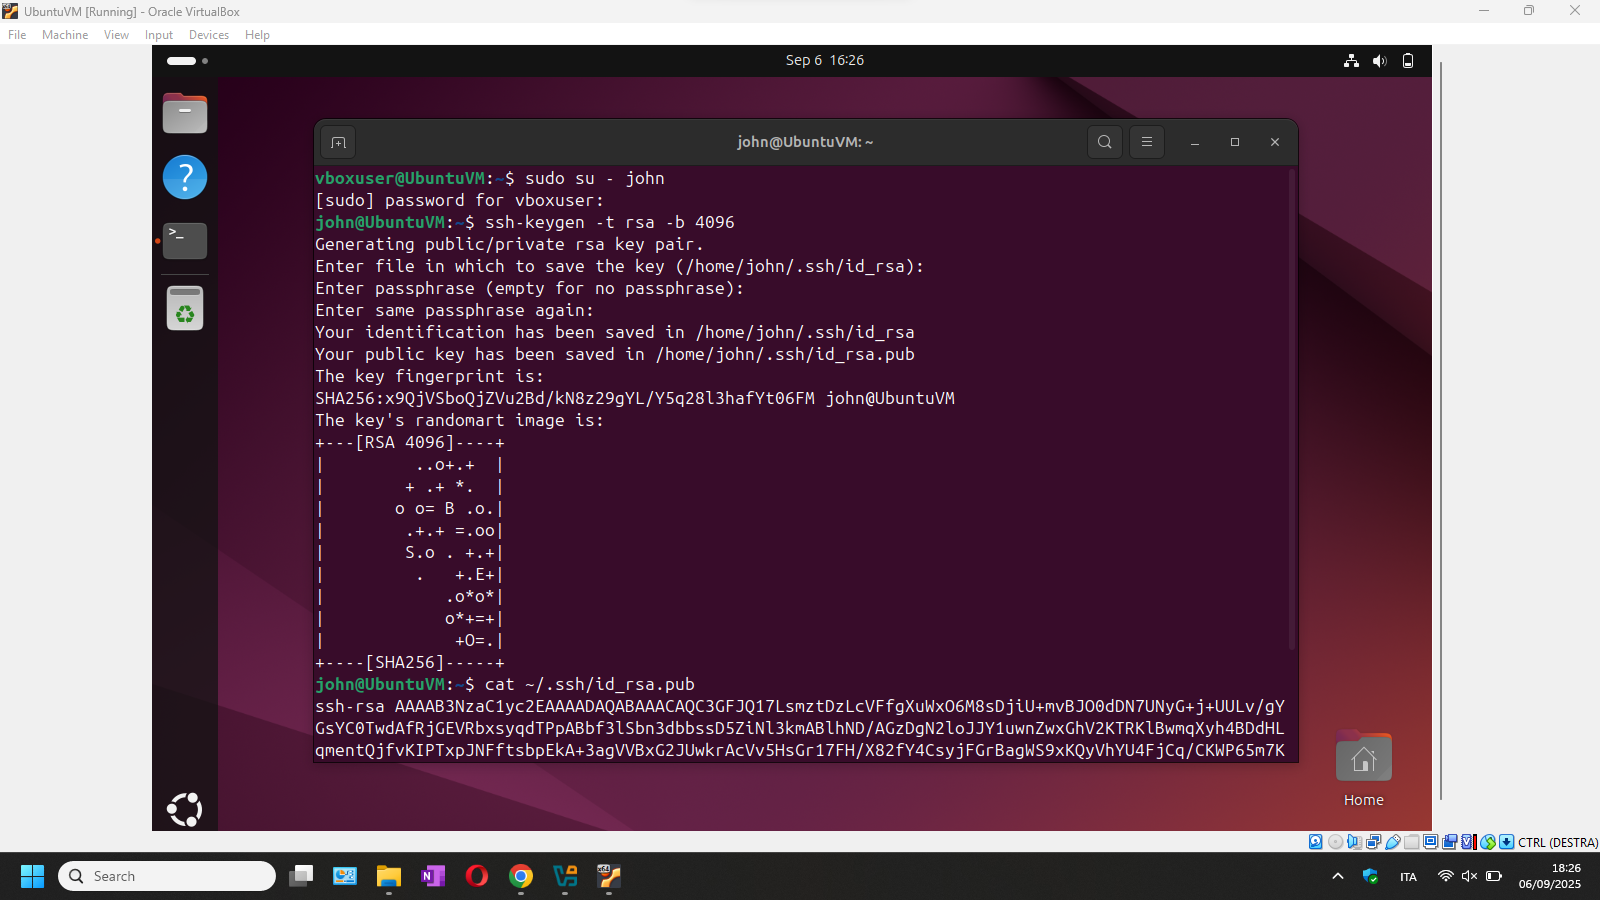 UbuntuVM [Running] - Oracle VirtualBox
File Machine View Input Devices Help
Sep 6 16:26
john@UbuntuVM: ~
vboxuser@UbuntuVM:~$ sudo su - john
[sudo] password for vboxuser:
john@UbuntuVM:~$ ssh-keygen -t rsa -b 4096
Generating public/private rsa key pair.
Enter file in which to save the key (/home/john/.ssh/id_rsa):
Enter passphrase (empty for no passphrase):
Enter same passphrase again:
Your identification has been saved in /home/john/.ssh/id_rsa
Your public key has been saved in /home/john/.ssh/id_rsa.pub
The key fingerprint is:
SHA256:x9QjVSboQjZVu2Bd/kN8z29gYL/Y5q28l3hafYt06FM john@UbuntuVM
The key's randomart image is:
+---[RSA 4096]----+
|         ..o+.+  |
|        + .+ *.  |
|       o o= B .o.|
|        .+.+ =.oo|
|        S.o . +.+|
|         .   +.E+|
|            .o*o*|
|            o*+=+|
|             +O=.|
+----[SHA256]-----+
john@UbuntuVM:~$ cat ~/.ssh/id_rsa.pub
ssh-rsa AAAAB3NzaC1yc2EAAAADAQABAAACAQC3GFJQ17LsmztDzLcVFfgXuWxO6M8sDjiU+mvBJO0dDN7UNyG+j+UULv/gY
GsYC0TwdAfRjGEVRbxsyqdTPpABbf3lSbn3dbbssD5ZiNl3kmABlhND/AGzDgN2loJJY1uwnZwxGhV2KTRKlBwmqXyh4BDdHL
qmentQjfvKIPTxpJNFftsbpEkA+3agVVBxG2JUwkrAcVv5HsGr17FH/X82fY4CsyjFGrBagWS9xKQyVhYU4FjCq/CKWP65m7K
Home
CTRL (DESTRA)
Search
ITA
18:26
06/09/2025